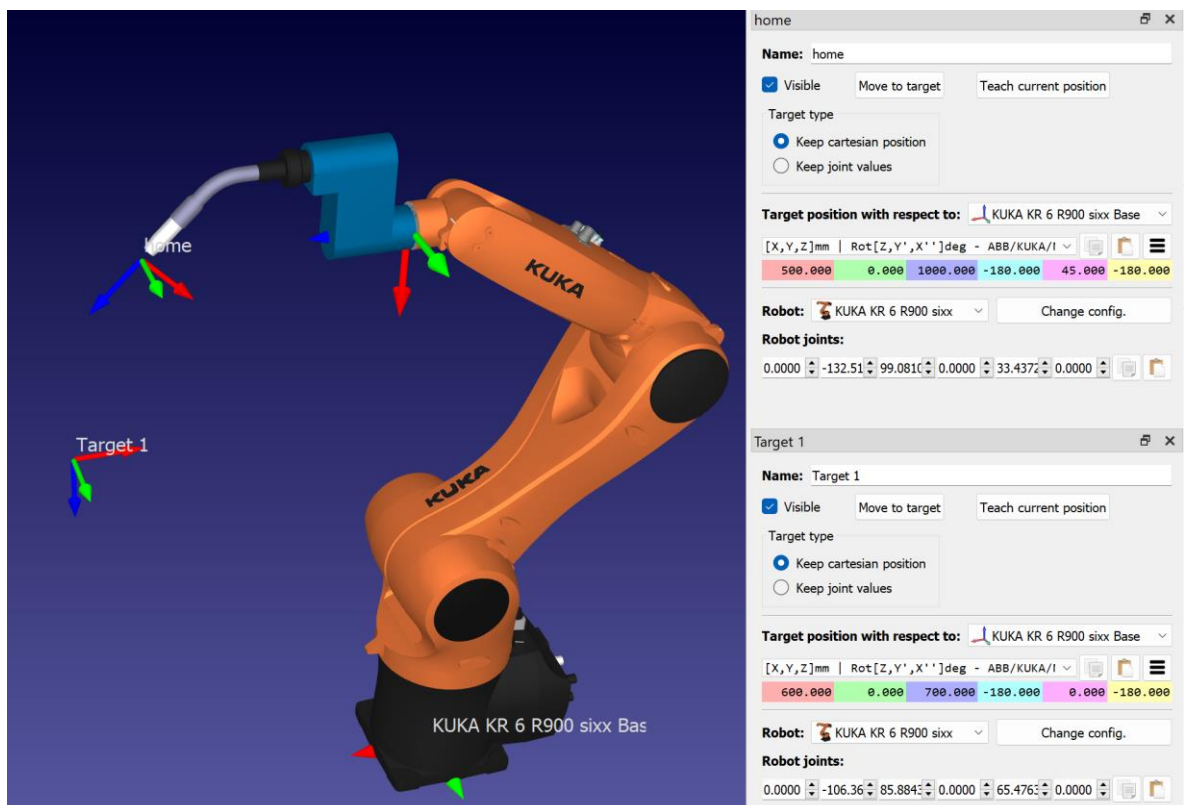 home
Target 1
KUKA
KUKA
KUKA KR 6 R900 sixx Bas
home
Name: home
Visible
Move to target
Teach current position
Target type
Keep cartesian position
Keep joint values
Target position with respect to: KUKA KR 6 R900 sixx Base
[X,Y,Z]mm | Rot[Z,Y',X'']deg - ABB/KUKA/
500.000 0.000 1000.000 -180.000 45.000 -180.000
Robot: KUKA KR 6 R900 sixx Change config.
Robot joints:
0.0000 -132.51 99.081 0.0000 33.4372 0.0000
Target 1
Name: Target 1
Visible
Move to target
Teach current position
Target type
Keep cartesian position
Keep joint values
Target position with respect to: KUKA KR 6 R900 sixx Base
[X,Y,Z]mm | Rot[Z,Y',X'']deg - ABB/KUKA/
600.000 0.000 700.000 -180.000 0.000 -180.000
Robot: KUKA KR 6 R900 sixx Change config.
Robot joints:
0.0000 -106.36 85.884 0.0000 65.476 0.0000